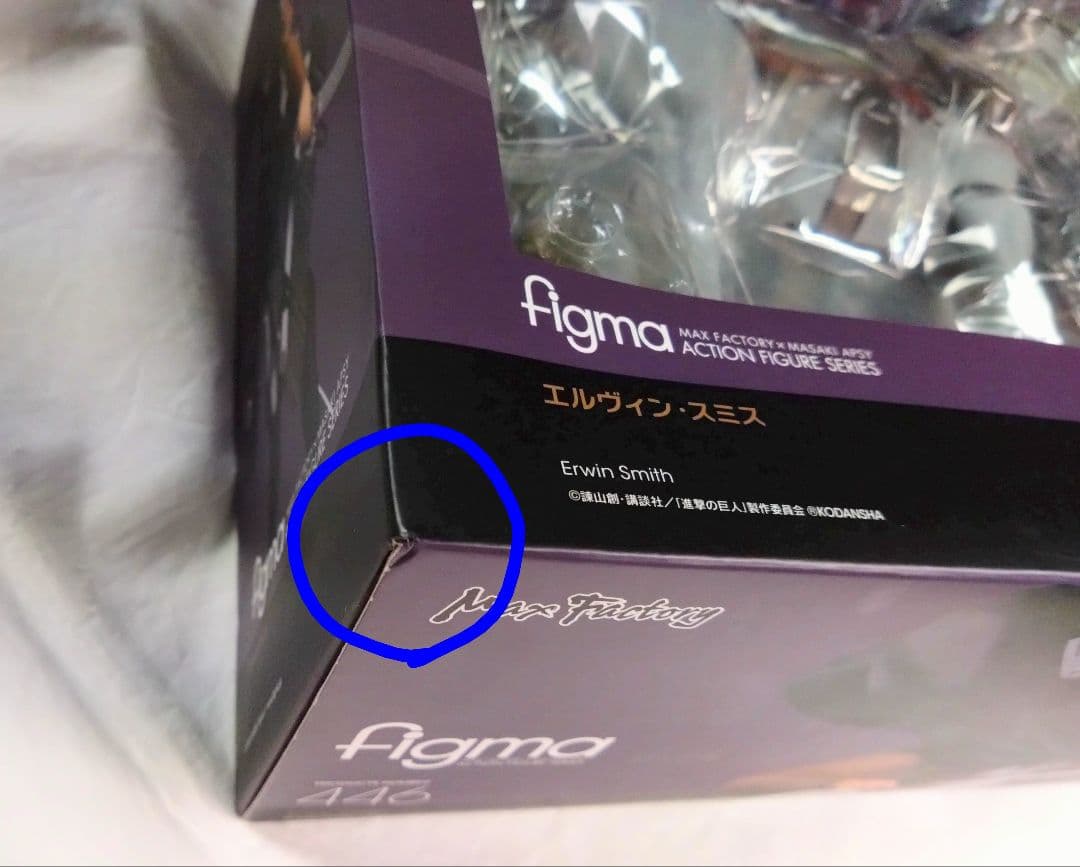 figma
MAX FACTORY × MASAKI APSY
ACTION FIGURE SERIES
エルヴィン・スミス
Erwin Smith
©諫山創・講談社／「進撃の巨人」製作委員会 ®KODANSHA
Max Factory
figma
446
figma